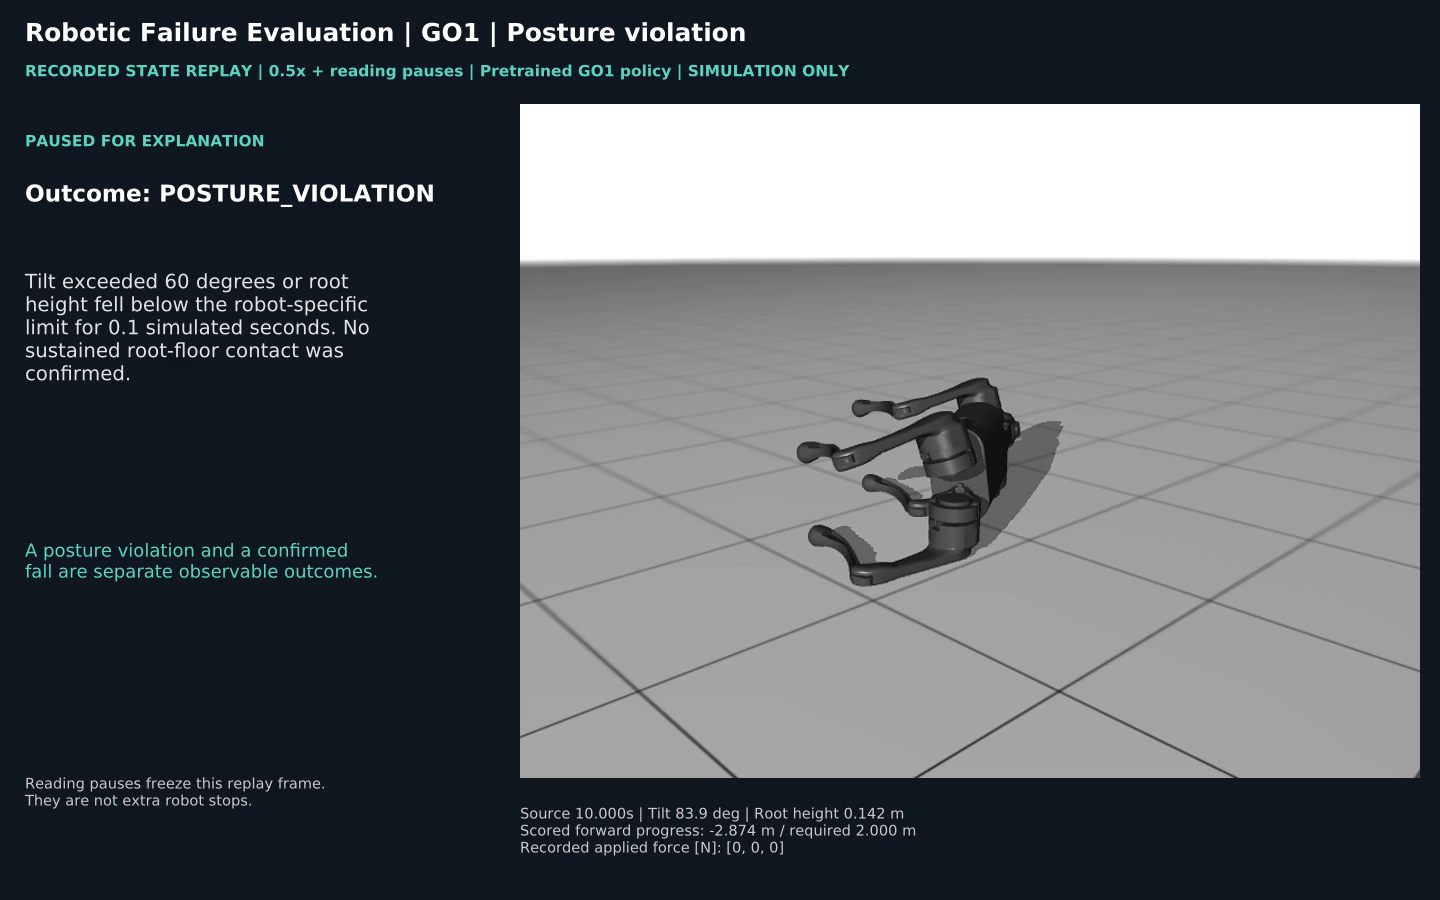 Robotic Failure Evaluation | GO1 | Posture violation
RECORDED STATE REPLAY | 0.5x + reading pauses | Pretrained GO1 policy | SIMULATION ONLY
PAUSED FOR EXPLANATION
Outcome: POSTURE_VIOLATION
Tilt exceeded 60 degrees or root
height fell below the robot-specific
limit for 0.1 simulated seconds. No
sustained root-floor contact was
confirmed.
A posture violation and a confirmed
fall are separate observable outcomes.
Reading pauses freeze this replay frame.
They are not extra robot stops.
Source 10.000s | Tilt 83.9 deg | Root height 0.142 m
Scored forward progress: -2.874 m / required 2.000 m
Recorded applied force [N]: [0, 0, 0]